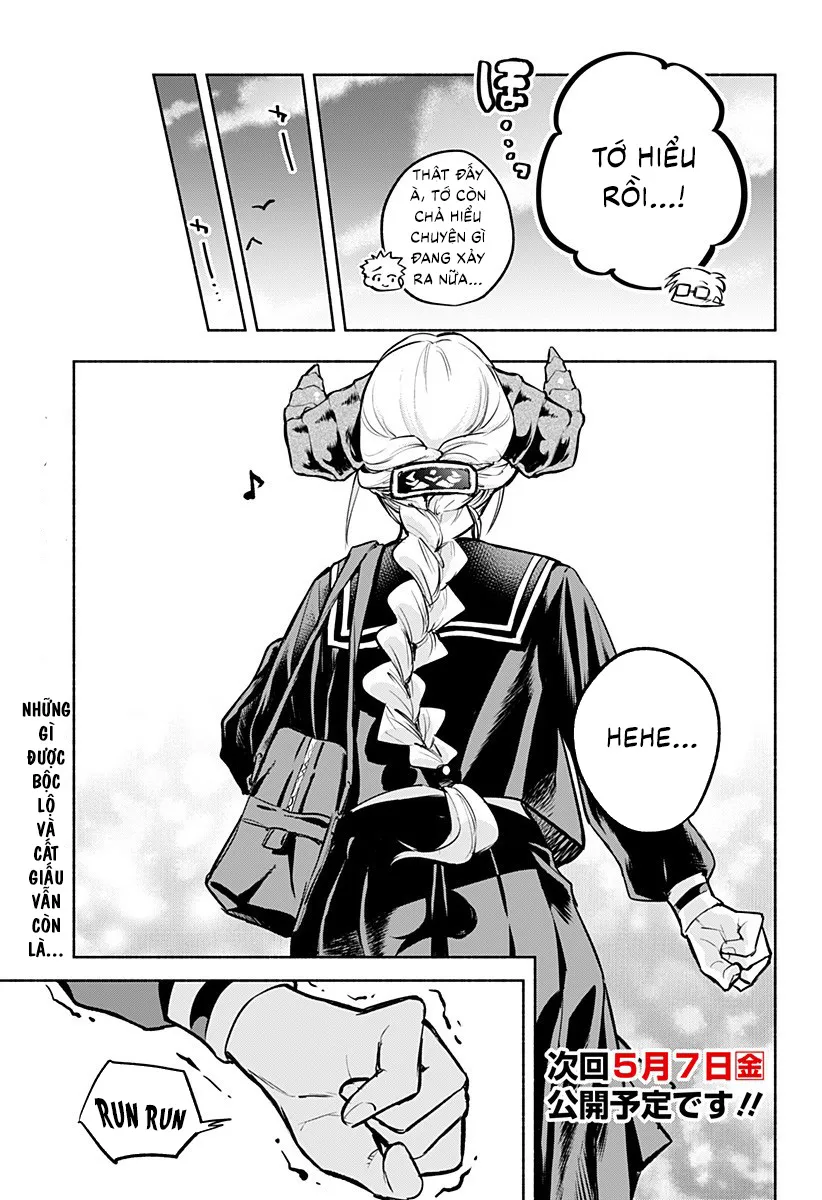 TỚ HIỂU
RỒI...!
ほ...
THẬT ĐẤY
À, TỚ CÒN
CHẢ HIỂU
CHUYỆN GÌ
ĐANG XẢY
RA NỮA...
HEHE...
NHỮNG
GÌ
ĐƯỢC
BỘC
LỘ
VÀ
CẤT
GIẤU
VẪN
CÒN
LÀ...
RUN RUN
次回5月7日金
公開予定です!!